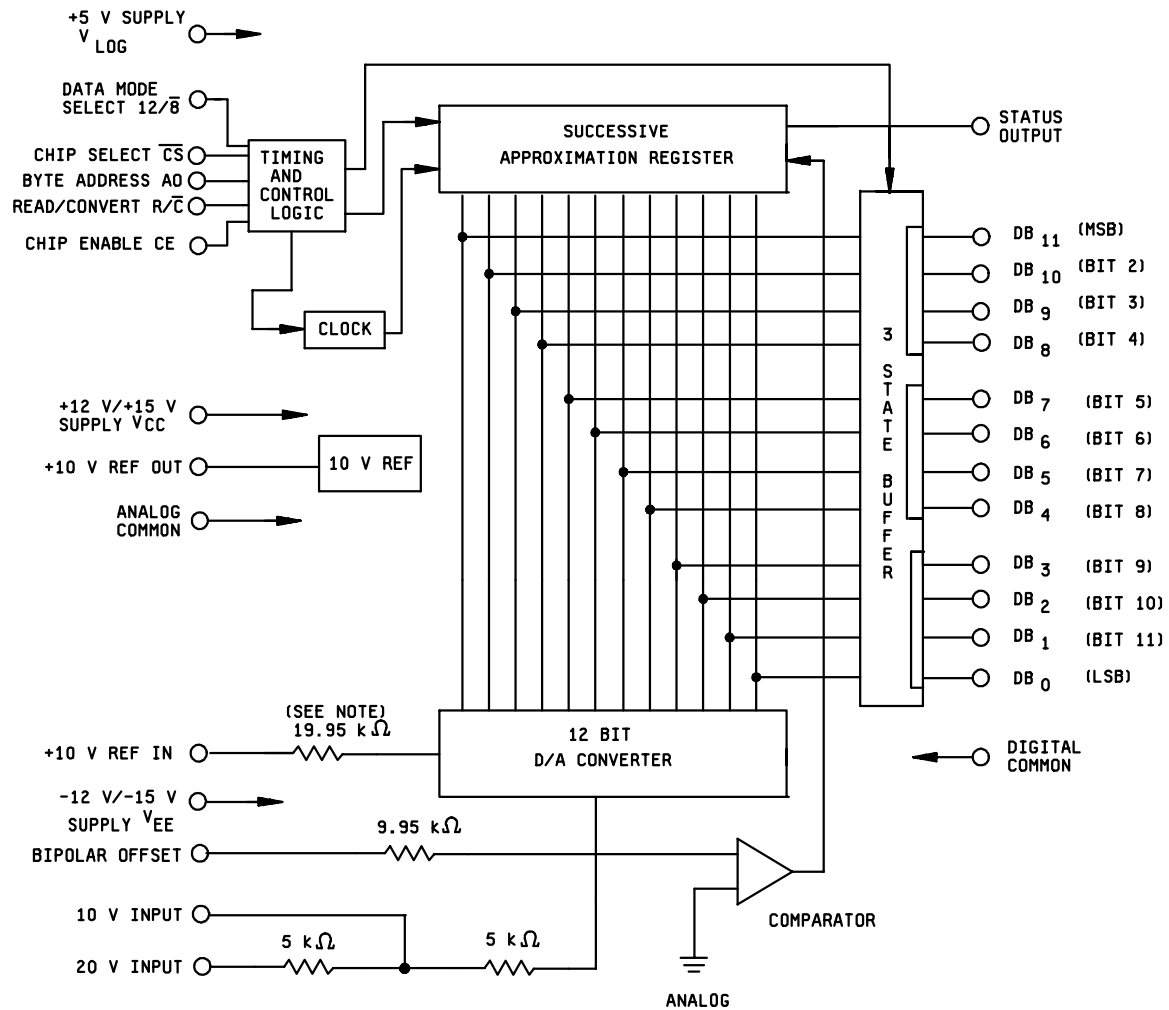 +5 V SUPPLY
V LOG
DATA MODE
SELECT 12/8̅
CHIP SELECT C̅S̅
BYTE ADDRESS AO
READ/CONVERT R/C̅
CHIP ENABLE CE
TIMING
AND
CONTROL
LOGIC
CLOCK
SUCCESSIVE
APPROXIMATION REGISTER
STATUS
OUTPUT
+12 V/+15 V
SUPPLY VCC
+10 V REF OUT
10 V REF
ANALOG
COMMON
3 STATE BUFFER
DB 11 (MSB)
DB 10 (BIT 2)
DB 9 (BIT 3)
DB 8 (BIT 4)
DB 7 (BIT 5)
DB 6 (BIT 6)
DB 5 (BIT 7)
DB 4 (BIT 8)
DB 3 (BIT 9)
DB 2 (BIT 10)
DB 1 (BIT 11)
DB 0 (LSB)
(SEE NOTE)
19.95 kΩ
+10 V REF IN
12 BIT
D/A CONVERTER
DIGITAL
COMMON
-12 V/-15 V
SUPPLY VEE
9.95 kΩ
BIPOLAR OFFSET
10 V INPUT
COMPARATOR
5 kΩ
5 kΩ
20 V INPUT
ANALOG